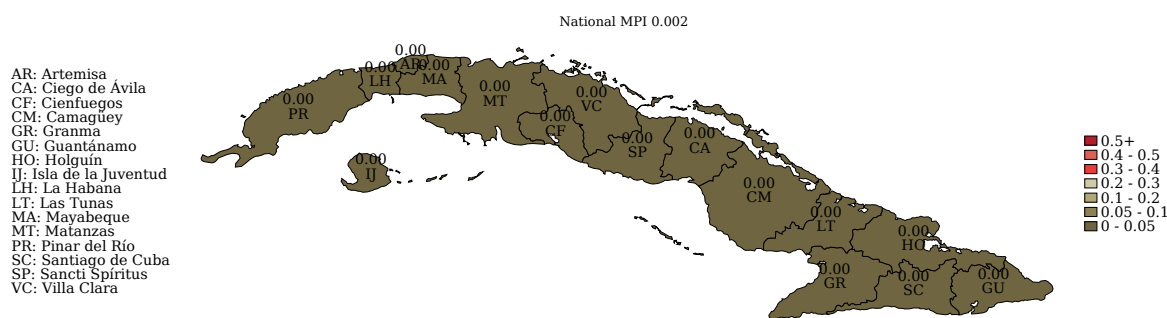 National MPI 0.002
AR: Artemisa
CA: Ciego de Ávila
CF: Cienfuegos
CM: Camagüey
GR: Granma
GU: Guantánamo
HO: Holguín
IJ: Isla de la Juventud
LH: La Habana
LT: Las Tunas
MA: Mayabeque
MT: Matanzas
PR: Pinar del Río
SC: Santiago de Cuba
SP: Sancti Spíritus
VC: Villa Clara
0.00
AR
0.00
LH
0.00
MA
0.00
PR
0.00
MT
0.00
VC
0.00
CF
0.00
SP
0.00
CA
0.00
IJ
0.00
CM
0.00
LT
0.00
HO
0.00
GR
0.00
SC
0.00
GU
0.5+
0.4 - 0.5
0.3 - 0.4
0.2 - 0.3
0.1 - 0.2
0.05 - 0.1
0 - 0.05